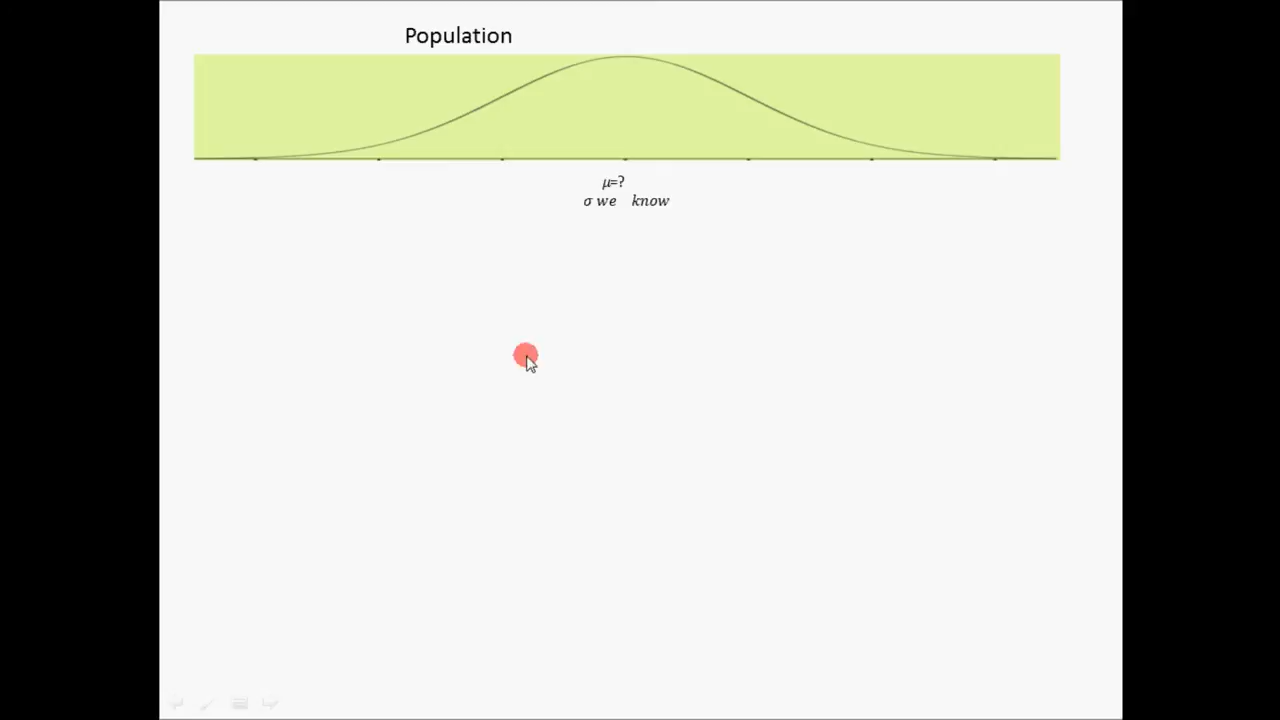 Population
μ=?
σ we know